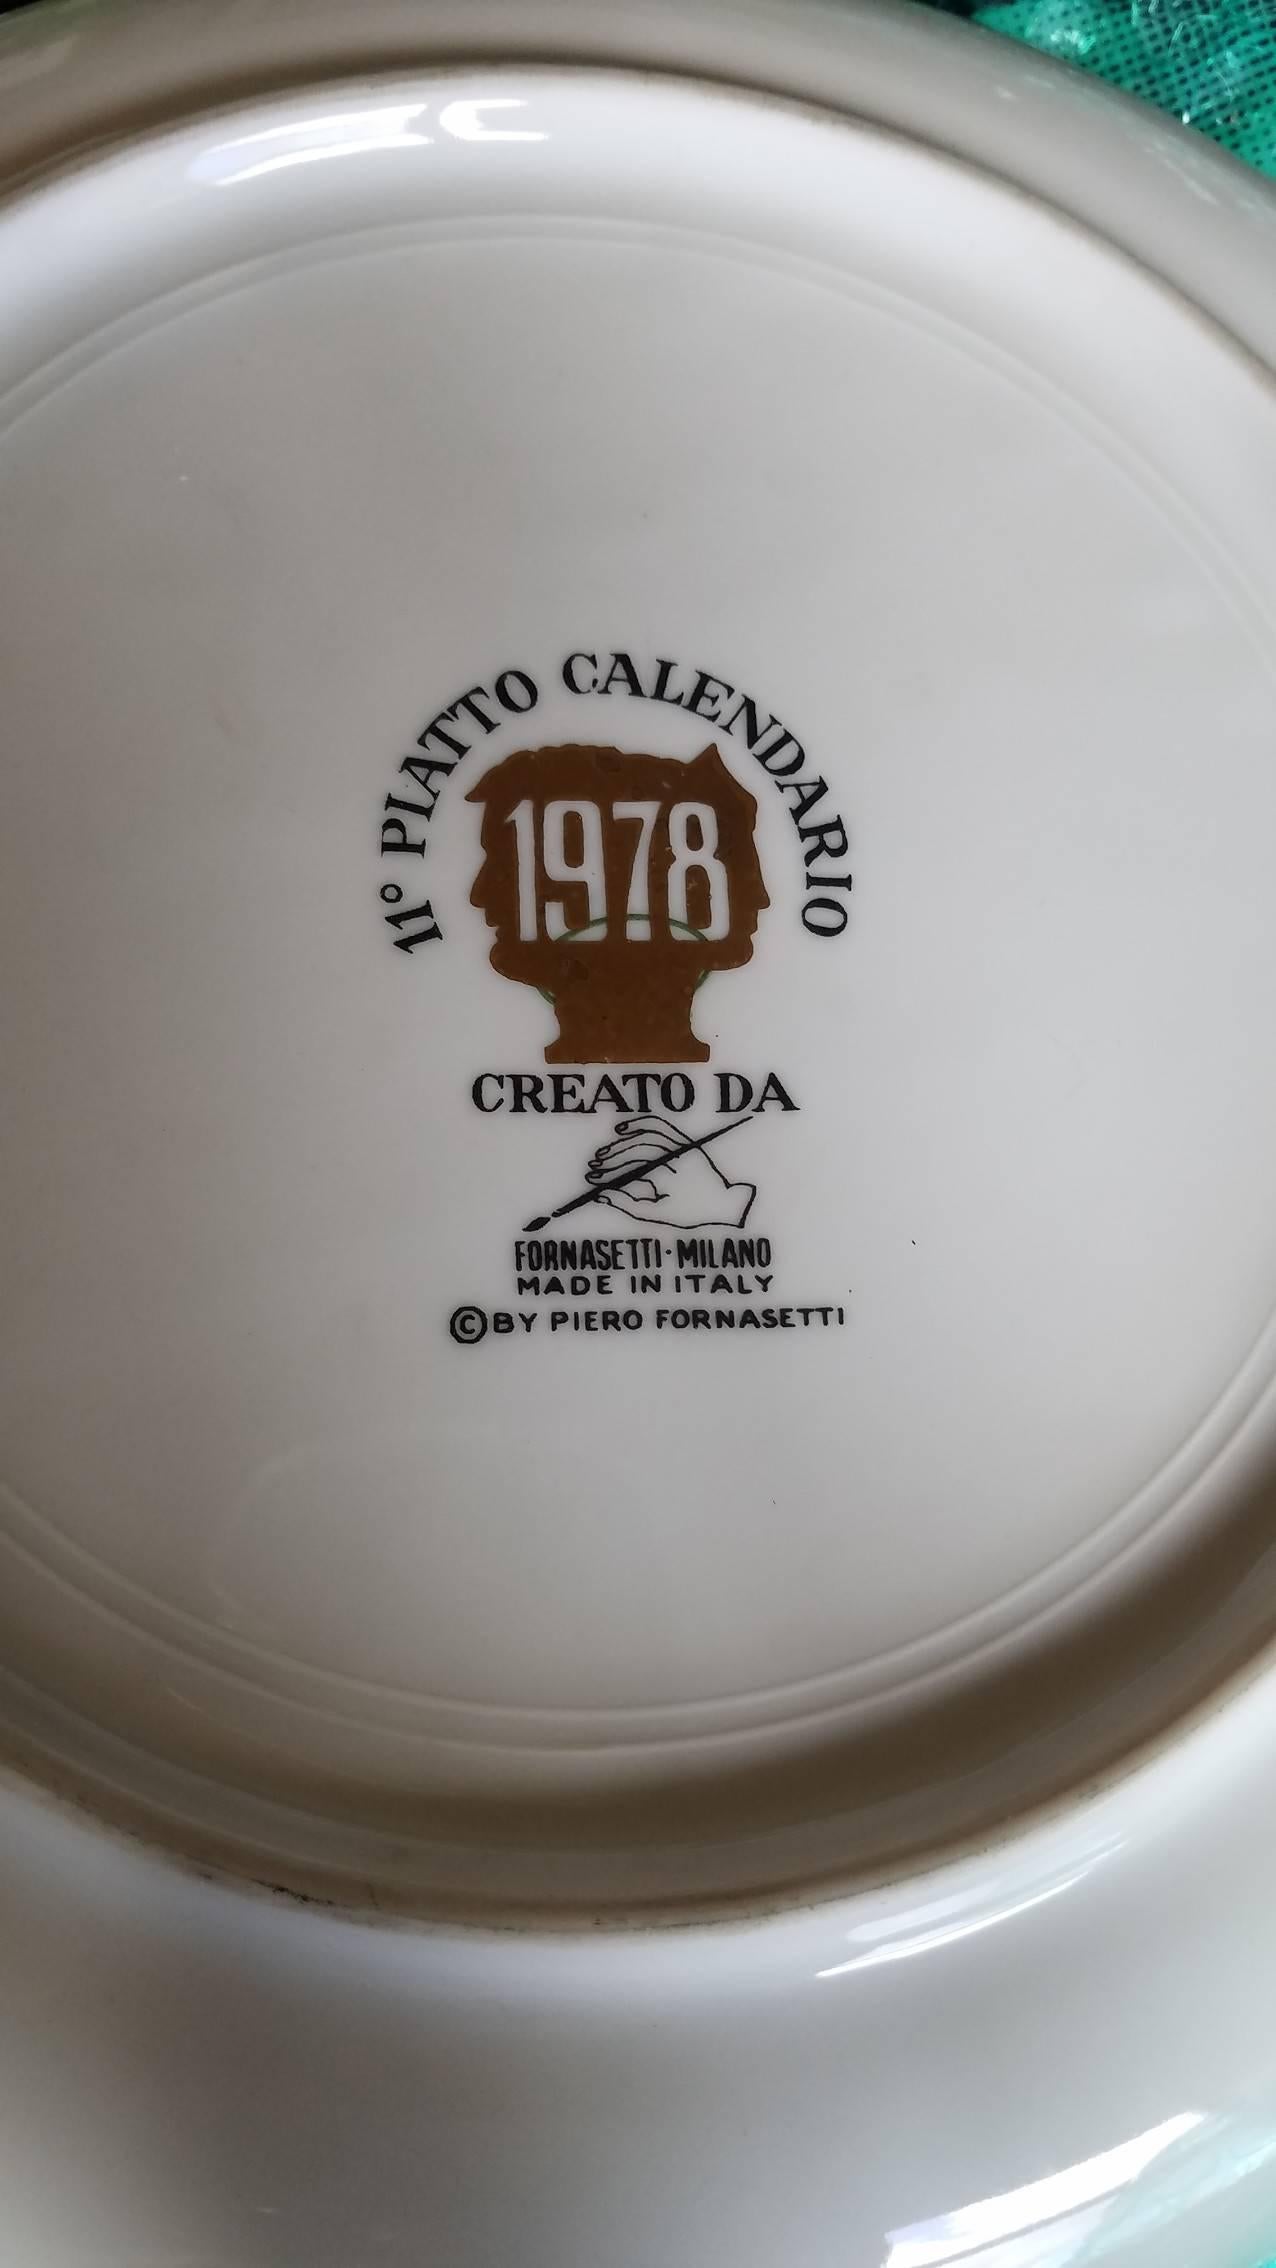 11° PIATTO CALENDARIO
1978
CREATO DA
FORNASETTI·MILANO
MADE IN ITALY
©BY PIERO FORNASETTI